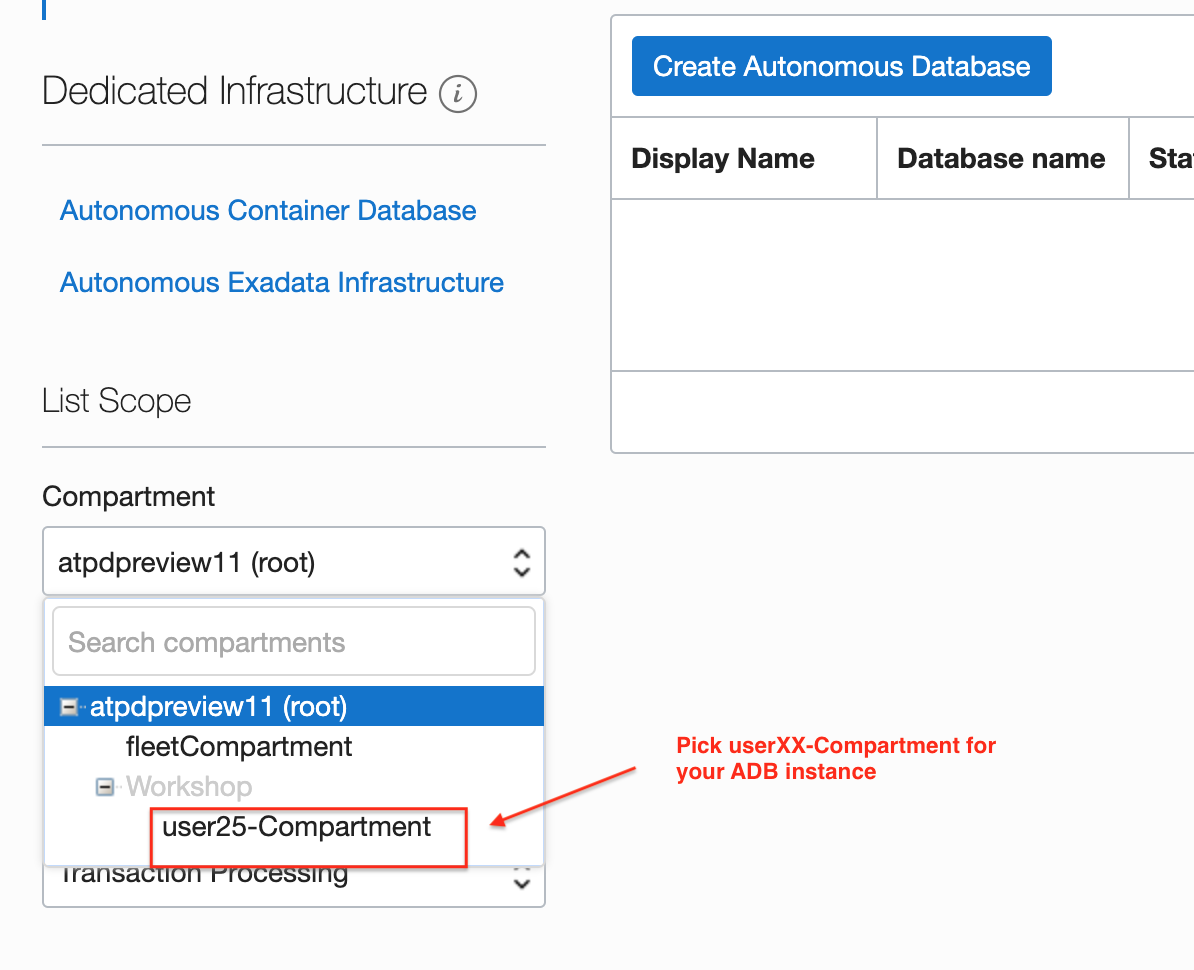 Dedicated Infrastructure i
Autonomous Container Database
Autonomous Exadata Infrastructure
List Scope
Compartment
atpdpreview11 (root)
Search compartments
atpdpreview11 (root)
fleetCompartment
Workshop
user25-Compartment
Transaction Processing
Create Autonomous Database
Display Name Database name Sta
Pick userXX-Compartment for
your ADB instance